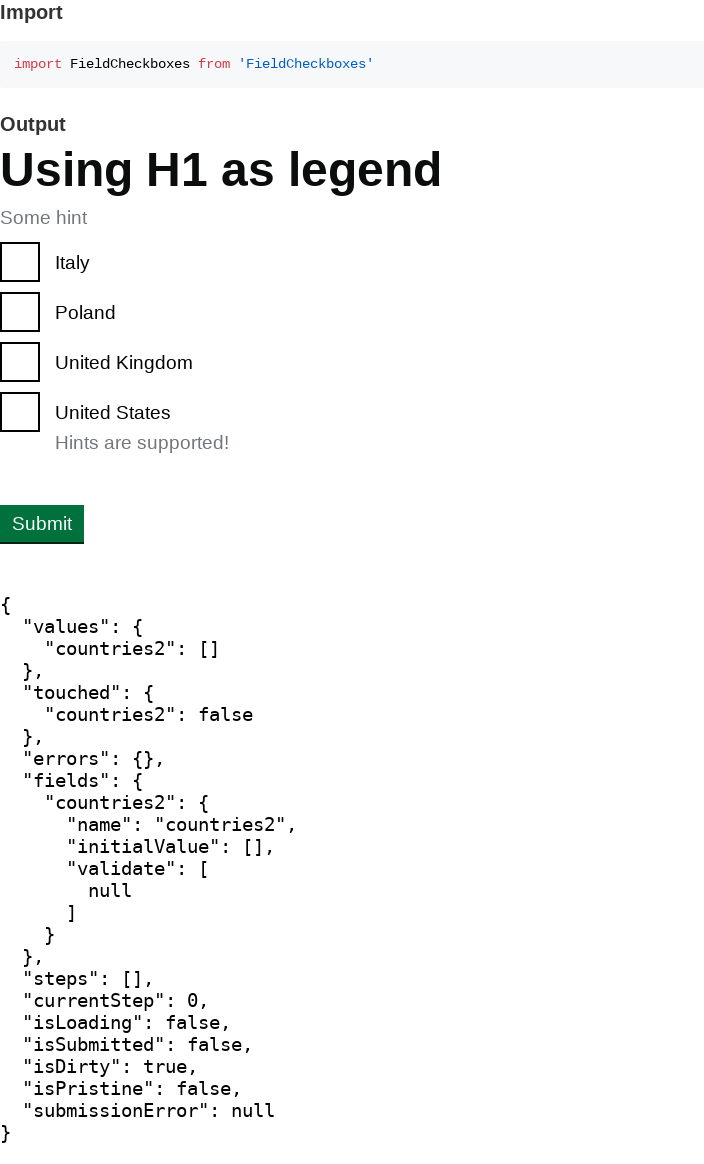 Import
import FieldCheckboxes from 'FieldCheckboxes'
Output
Using H1 as legend
Some hint
Italy
Poland
United Kingdom
United States
Hints are supported!
Submit
{
  "values": {
    "countries2": []
  },
  "touched": {
    "countries2": false
  },
  "errors": {},
  "fields": {
    "countries2": {
      "name": "countries2",
      "initialValue": [],
      "validate": [
        null
      ]
    }
  },
  "steps": [],
  "currentStep": 0,
  "isLoading": false,
  "isSubmitted": false,
  "isDirty": true,
  "isPristine": false,
  "submissionError": null
}